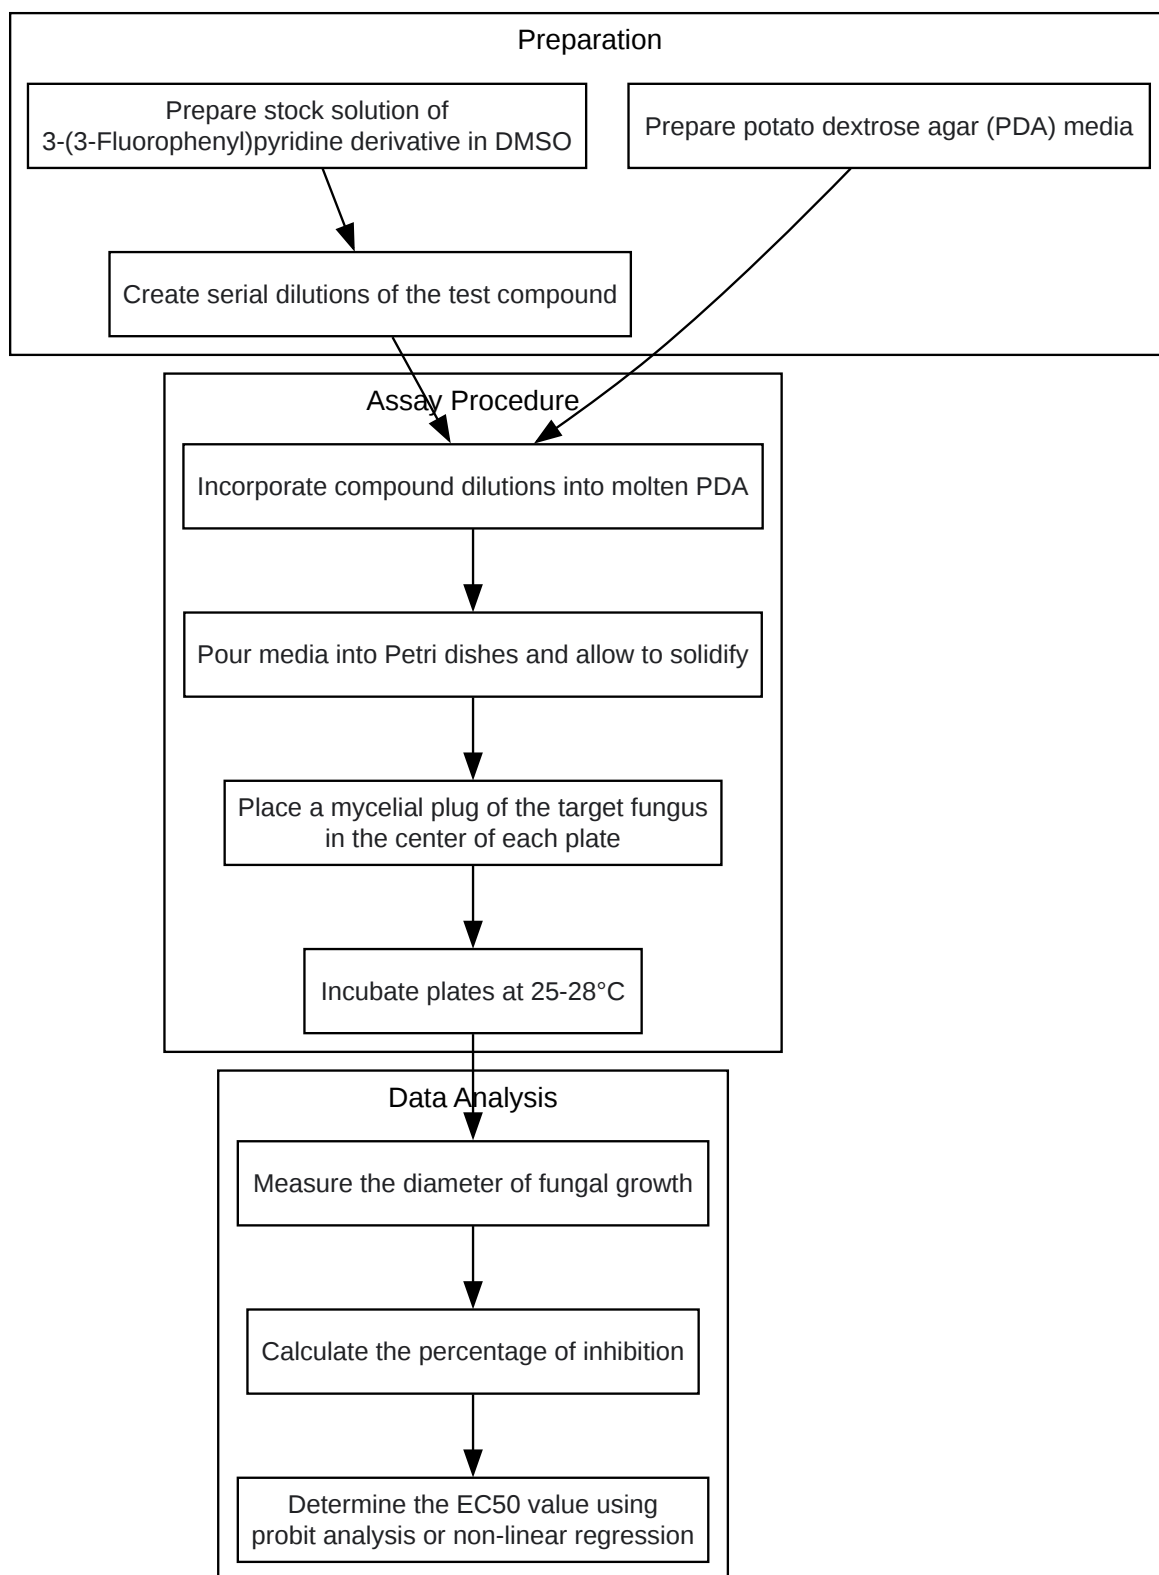 Preparation
Prepare stock solution of
3-(3-Fluorophenyl)pyridine derivative in DMSO
Prepare potato dextrose agar (PDA) media
Create serial dilutions of the test compound
Assay Procedure
Incorporate compound dilutions into molten PDA
Pour media into Petri dishes and allow to solidify
Place a mycelial plug of the target fungus
in the center of each plate
Incubate plates at 25-28°C
Data Analysis
Measure the diameter of fungal growth
Calculate the percentage of inhibition
Determine the EC50 value using
probit analysis or non-linear regression